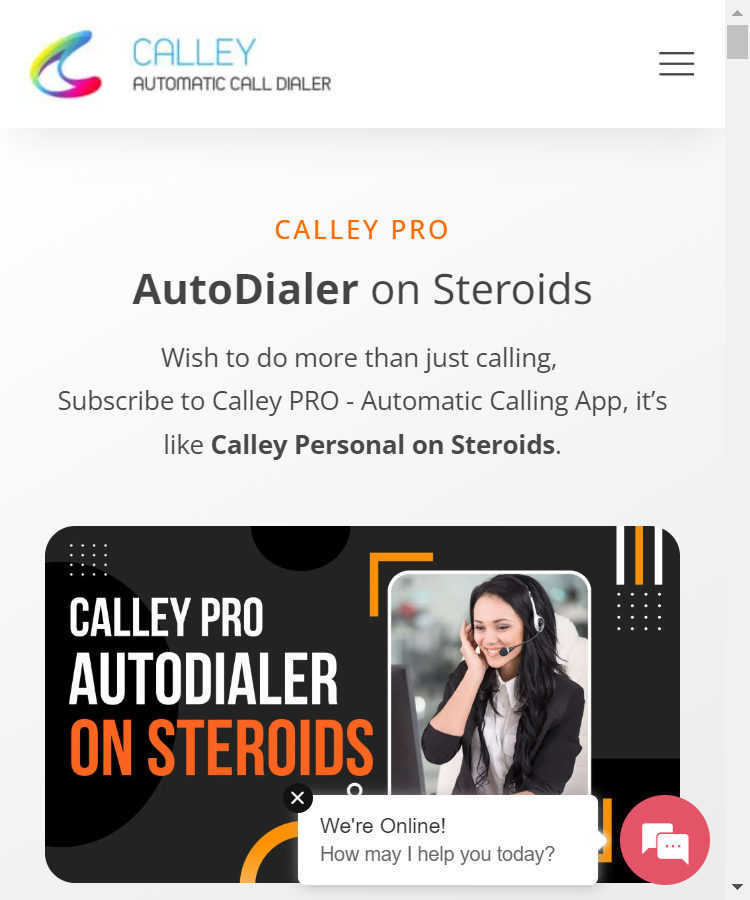 CALLEY
AUTOMATIC CALL DIALER
CALLEY PRO
AutoDialer on Steroids
Wish to do more than just calling,
Subscribe to Calley PRO - Automatic Calling App, it’s
like Calley Personal on Steroids.
CALLEY PRO
AUTODIALER
ON STEROIDS
We're Online!
How may I help you today?